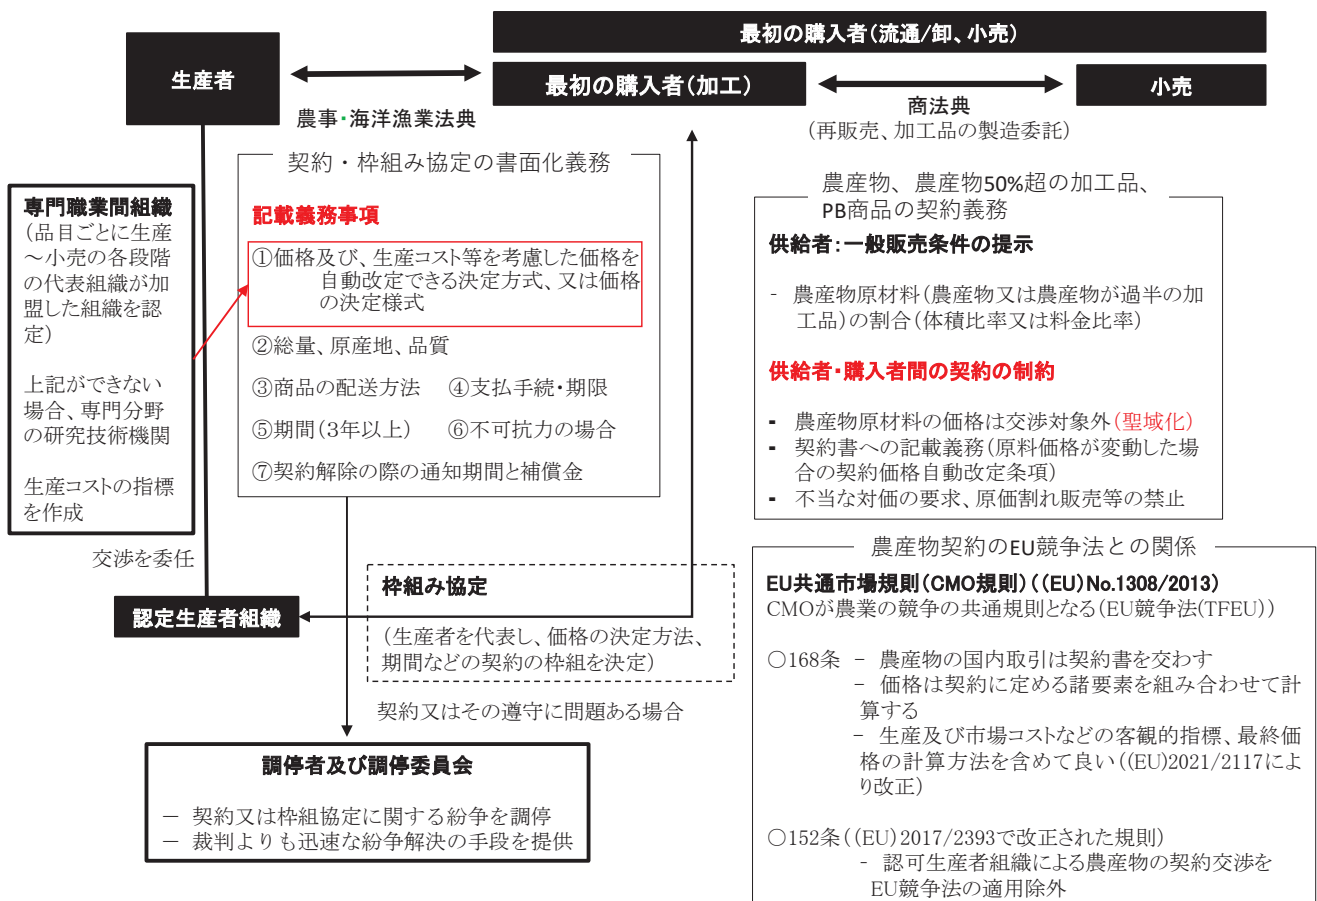 最初の購入者(流通/卸、小売)
生産者
最初の購入者(加工)
小売
農事・海洋漁業法典
商法典
(再販売、加工品の製造委託)
契約・枠組み協定の書面化義務
記載義務事項
①価格及び、生産コスト等を考慮した価格を
自動改定できる決定方式、又は価格
の決定様式
②総量、原産地、品質
③商品の配送方法 ④支払手続・期限
⑤期間(3年以上) ⑥不可抗力の場合
⑦契約解除の際の通知期間と補償金
専門職業間組織
(品目ごとに生産
～小売の各段階
の代表組織が加
盟した組織を認
定)
上記ができない
場合、専門分野
の研究技術機関
生産コストの指標
を作成
農産物、農産物50%超の加工品、
PB商品の契約義務
供給者:一般販売条件の提示
- 農産物原材料(農産物又は農産物が過半の加
工品)の割合(体積比率又は料金比率)
供給者・購入者間の契約の制約
- 農産物原材料の価格は交渉対象外(聖域化)
- 契約書への記載義務(原料価格が変動した場
合の契約価格自動改定条項)
- 不当な対価の要求、原価割れ販売等の禁止
交渉を委任
認定生産者組織
枠組み協定
(生産者を代表し、価格の決定方法、
期間などの契約の枠組を決定)
契約又はその遵守に問題ある場合
調停者及び調停委員会
－ 契約又は枠組協定に関する紛争を調停
－ 裁判よりも迅速な紛争解決の手段を提供
農産物契約のEU競争法との関係
EU共通市場規則(CMO規則)((EU)No.1308/2013)
CMOが農業の競争の共通規則となる(EU競争法(TFEU))
○168条 － 農産物の国内取引は契約書を交わす
－ 価格は契約に定める諸要素を組み合わせて計
算する
－ 生産及び市場コストなどの客観的指標、最終価
格の計算方法を含めて良い((EU)2021/2117によ
り改正)
○152条((EU)2017/2393で改正された規則)
- 認可生産者組織による農産物の契約交渉を
EU競争法の適用除外